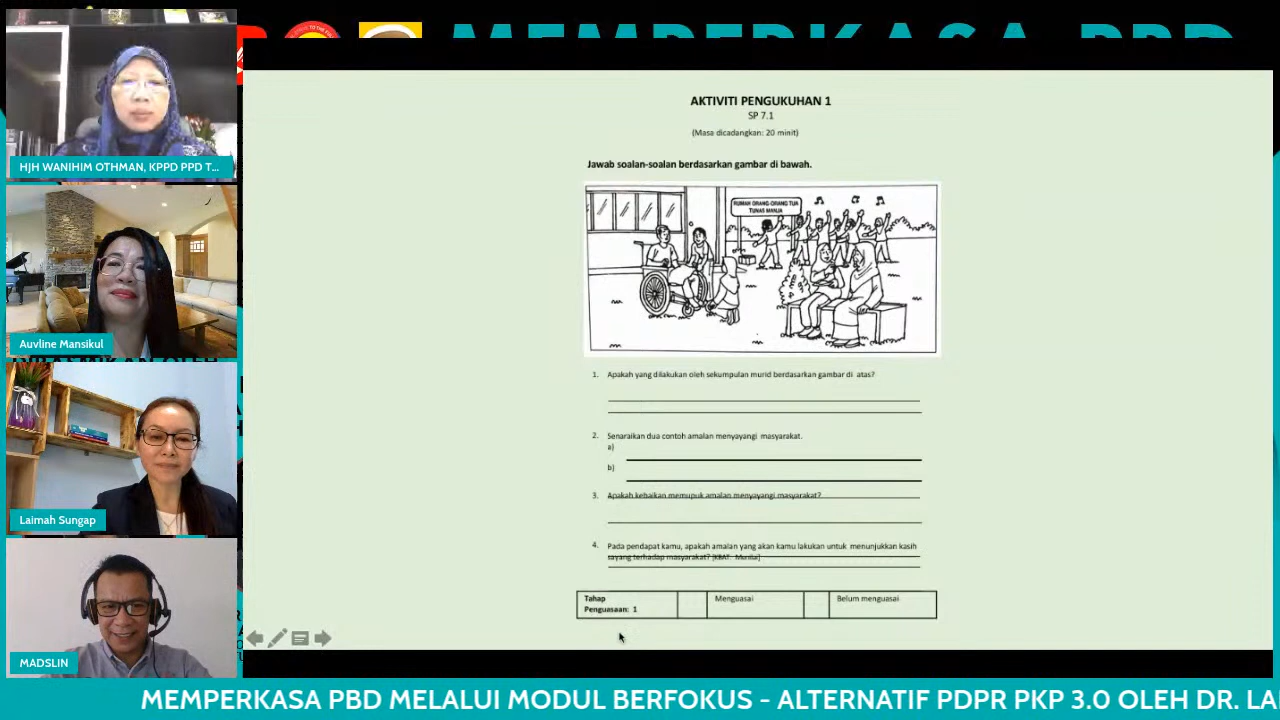 MEMPERKASA PBD
HJH WANIHIM OTHMAN, KPPD PPD T...
Auvline Mansikul
Laimah Sungap
MADSLIN
AKTIVITI PENGUKUHAN 1
SP 7.1
(Masa dicadangkan: 20 minit)
Jawab soalan-soalan berdasarkan gambar di bawah.
RUMAH ORANG-ORANG TUA
TUNAS MANJA
1. Apakah yang dilakukan oleh sekumpulan murid berdasarkan gambar di atas?
2. Senaraikan dua contoh amalan menyayangi masyarakat.
a)
b)
3. Apakah kebaikan memupuk amalan menyayangi masyarakat?
4. Pada pendapat kamu, apakah amalan yang akan kamu lakukan untuk menunjukkan kasih
sayang terhadap masyarakat? [KBAT: Menilai]
Tahap
Penguasaan: 1
Menguasai
Belum menguasai
MEMPERKASA PBD MELALUI MODUL BERFOKUS - ALTERNATIF PDPR PKP 3.0 OLEH DR. LA